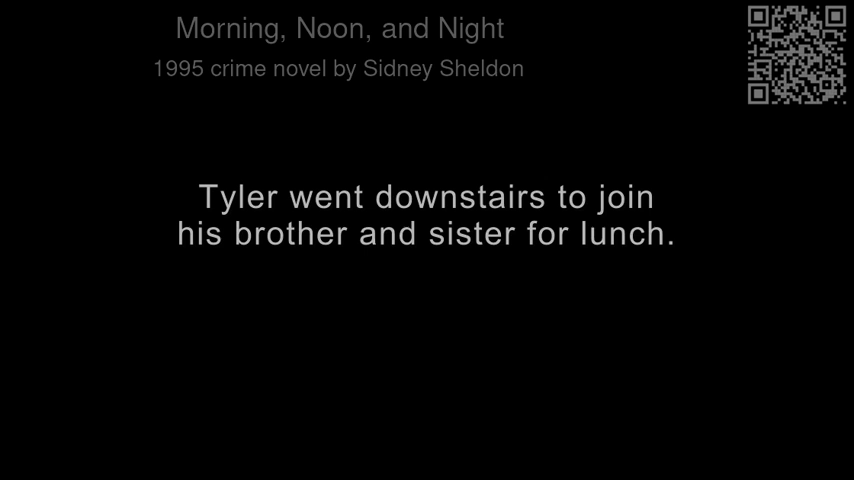 Morning, Noon, and Night
1995 crime novel by Sidney Sheldon
Tyler went downstairs to join
his brother and sister for lunch.